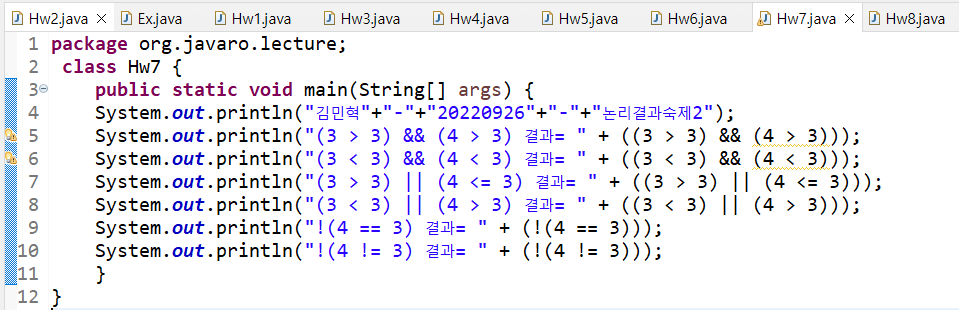 Hw2.java Ex.java Hw1.java Hw3.java Hw4.java Hw5.java Hw6.java Hw7.java Hw8.java
1 package org.javaro.lecture;
2 class Hw7 {
3 public static void main(String[] args) {
4 System.out.println("김민혁"+"-"+"20220926"+"-"+"논리결과숙제2");
5 System.out.println("(3 > 3) && (4 > 3) 결과= " + ((3 > 3) && (4 > 3)));
6 System.out.println("(3 < 3) && (4 < 3) 결과= " + ((3 < 3) && (4 < 3)));
7 System.out.println("(3 > 3) || (4 <= 3) 결과= " + ((3 > 3) || (4 <= 3)));
8 System.out.println("(3 < 3) || (4 > 3) 결과= " + ((3 < 3) || (4 > 3)));
9 System.out.println("!(4 == 3) 결과= " + (!(4 == 3)));
10 System.out.println("!(4 != 3) 결과= " + (!(4 != 3)));
11 }
12 }